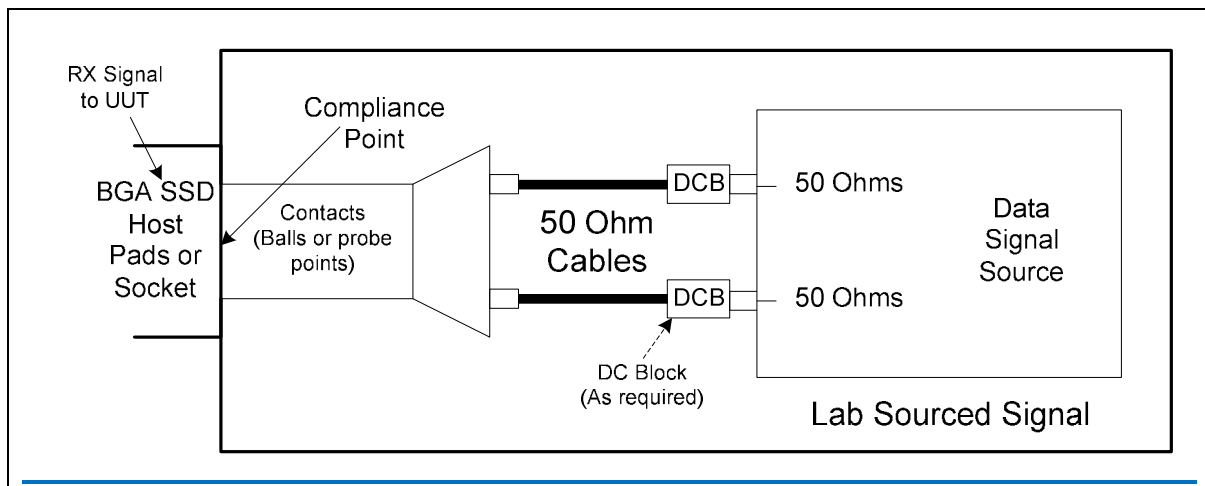 RX Signal
to UUT
Compliance
Point
BGA SSD
Host
Pads or
Socket
Contacts
(Balls or probe
points)
50 Ohm
Cables
DCB
DCB
50 Ohms
50 Ohms
Data
Signal
Source
DC Block
(As required)
Lab Sourced Signal